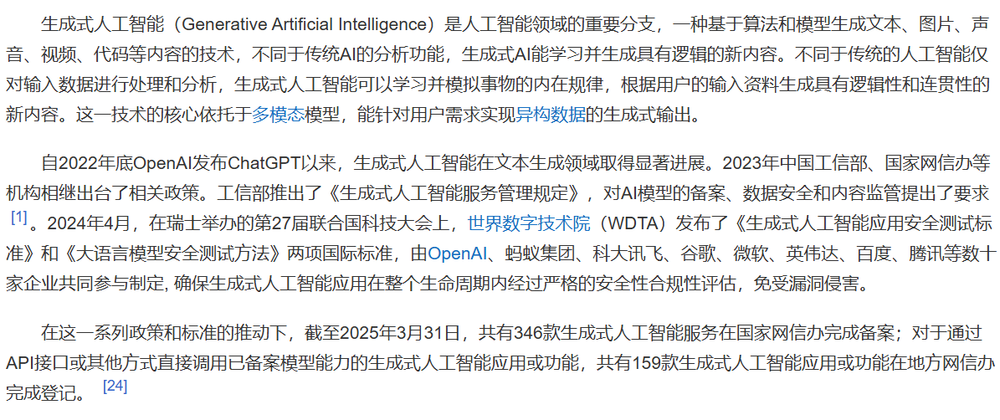 生成式人工智能（Generative Artificial Intelligence）是人工智能领域的重要分支，一种基于算法和模型生成文本、图片、声
音、视频、代码等内容的技术，不同于传统AI的分析功能，生成式AI能学习并生成具有逻辑的新内容。不同于传统的人工智能仅
对输入数据进行处理和分析，生成式人工智能可以学习并模拟事物的内在规律，根据用户的输入资料生成具有逻辑性和连贯性的
新内容。这一技术的核心依托于多模态模型，能针对用户需求实现异构数据的生成式输出。
自2022年底OpenAI发布ChatGPT以来，生成式人工智能在文本生成领域取得显著进展。2023年中国工信部、国家网信办等
机构相继出台了相关政策。工信部推出了《生成式人工智能服务管理规定》，对AI模型的备案、数据安全和内容监管提出了要求
[1]。2024年4月，在瑞士举办的第27届联合国科技大会上，世界数字技术院（WDTA）发布了《生成式人工智能应用安全测试标
准》和《大语言模型安全测试方法》两项国际标准，由OpenAI、蚂蚁集团、科大讯飞、谷歌、微软、英伟达、百度、腾讯等数十
家企业共同参与制定, 确保生成式人工智能应用在整个生命周期内经过严格的安全性合规性评估，免受漏洞侵害。
在这一系列政策和标准的推动下，截至2025年3月31日，共有346款生成式人工智能服务在国家网信办完成备案；对于通过
API接口或其他方式直接调用已备案模型能力的生成式人工智能应用或功能，共有159款生成式人工智能应用或功能在地方网信办
完成登记。 [24]